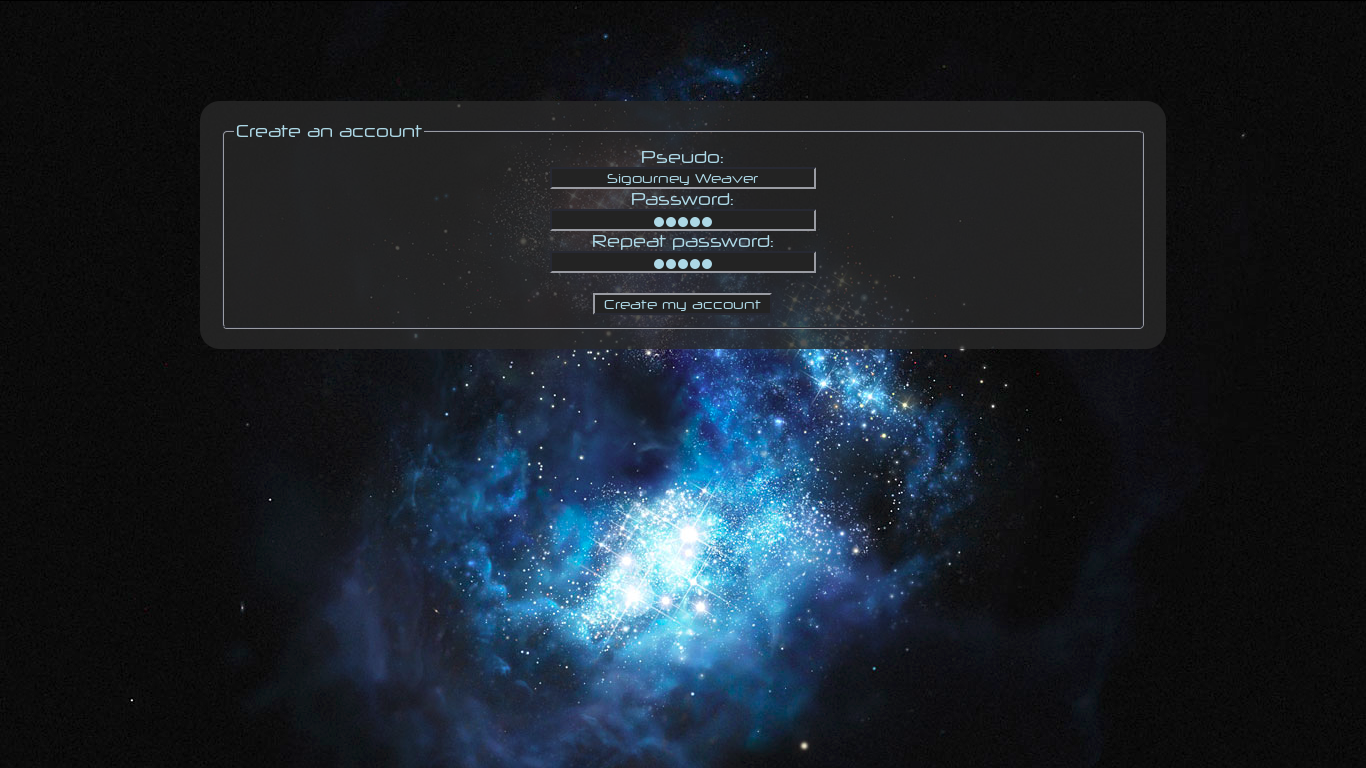 Create an account
Pseudo:
Sigourney Weaver
Password:
●●●●●
Repeat password:
●●●●●
Create my account